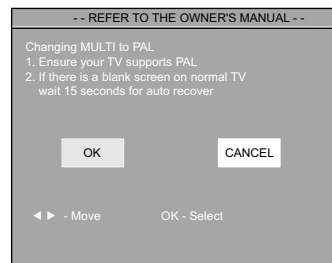 - - REFER TO THE OWNER'S MANUAL - -
Changing MULTI to PAL
1. Ensure your TV supports PAL
2. If there is a blank screen on normal TV
wait 15 seconds for auto recover
OK CANCEL
◄ ► - Move OK - Select